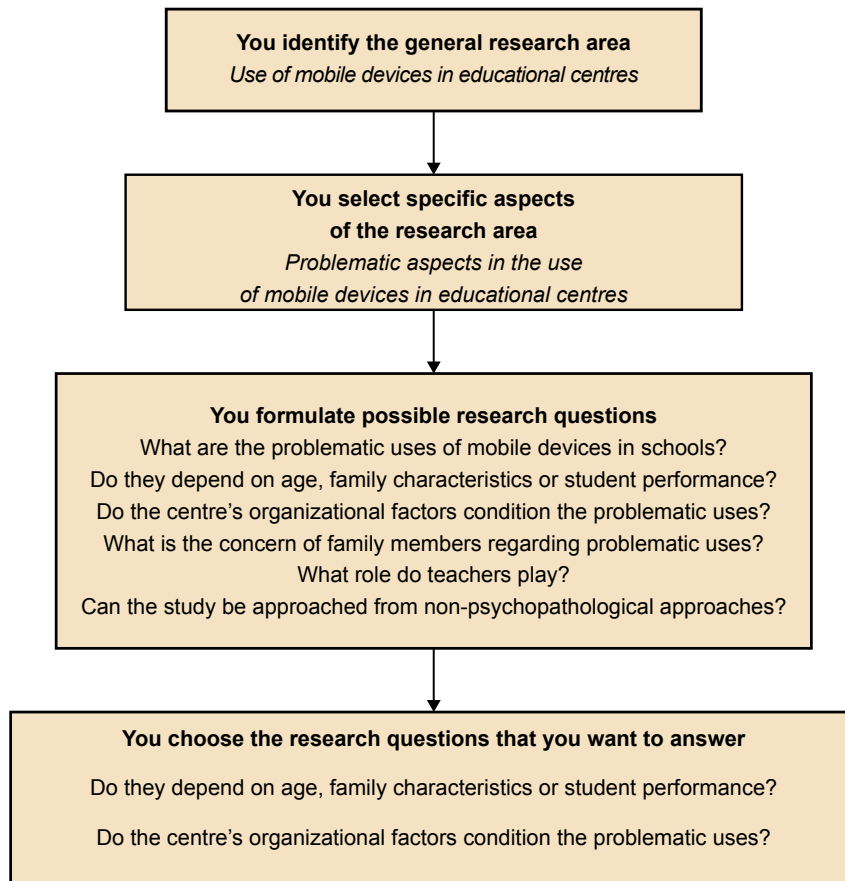 You identify the general research area
Use of mobile devices in educational centres
You select specific aspects
of the research area
Problematic aspects in the use
of mobile devices in educational centres
You formulate possible research questions
What are the problematic uses of mobile devices in schools?
Do they depend on age, family characteristics or student performance?
Do the centre’s organizational factors condition the problematic uses?
What is the concern of family members regarding problematic uses?
What role do teachers play?
Can the study be approached from non-psychopathological approaches?
You choose the research questions that you want to answer
Do they depend on age, family characteristics or student performance?
Do the centre’s organizational factors condition the problematic uses?